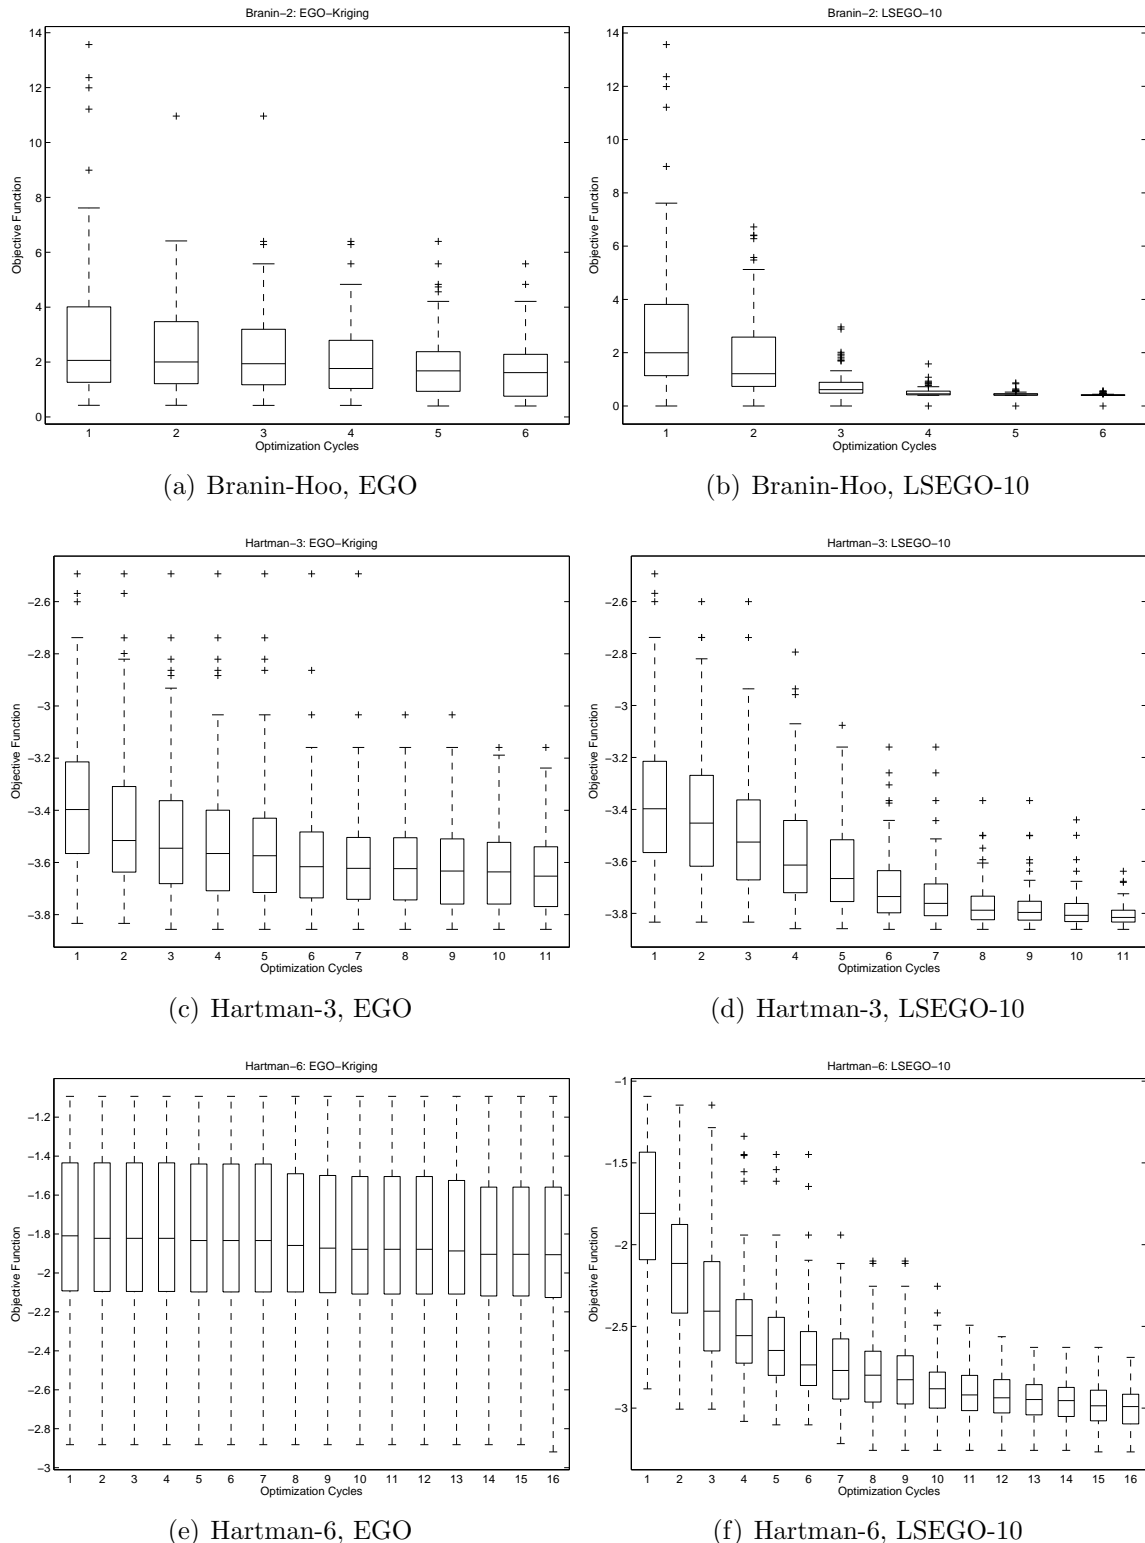 Branin−2: EGO−Kriging
14
12
10
8
6
4
2
0
Objective Function
1 2 3 4 5 6
Optimization Cycles
(a) Branin-Hoo, EGO
Branin−2: LSEGO−10
14
12
10
8
6
4
2
0
Objective Function
1 2 3 4 5 6
Optimization Cycles
(b) Branin-Hoo, LSEGO-10
Hartman−3: EGO−Kriging
−2.6
−2.8
−3
−3.2
−3.4
−3.6
−3.8
Objective Function
1 2 3 4 5 6 7 8 9 10 11
Optimization Cycles
(c) Hartman-3, EGO
Hartman−3: LSEGO−10
−2.6
−2.8
−3
−3.2
−3.4
−3.6
−3.8
Objective Function
1 2 3 4 5 6 7 8 9 10 11
Optimization Cycles
(d) Hartman-3, LSEGO-10
Hartman−6: EGO−Kriging
−1.2
−1.4
−1.6
−1.8
−2
−2.2
−2.4
−2.6
−2.8
−3
Objective Function
1 2 3 4 5 6 7 8 9 10 11 12 13 14 15 16
Optimization Cycles
(e) Hartman-6, EGO
Hartman−6: LSEGO−10
−1
−1.5
−2
−2.5
−3
Objective Function
1 2 3 4 5 6 7 8 9 10 11 12 13 14 15 16
Optimization Cycles
(f) Hartman-6, LSEGO-10